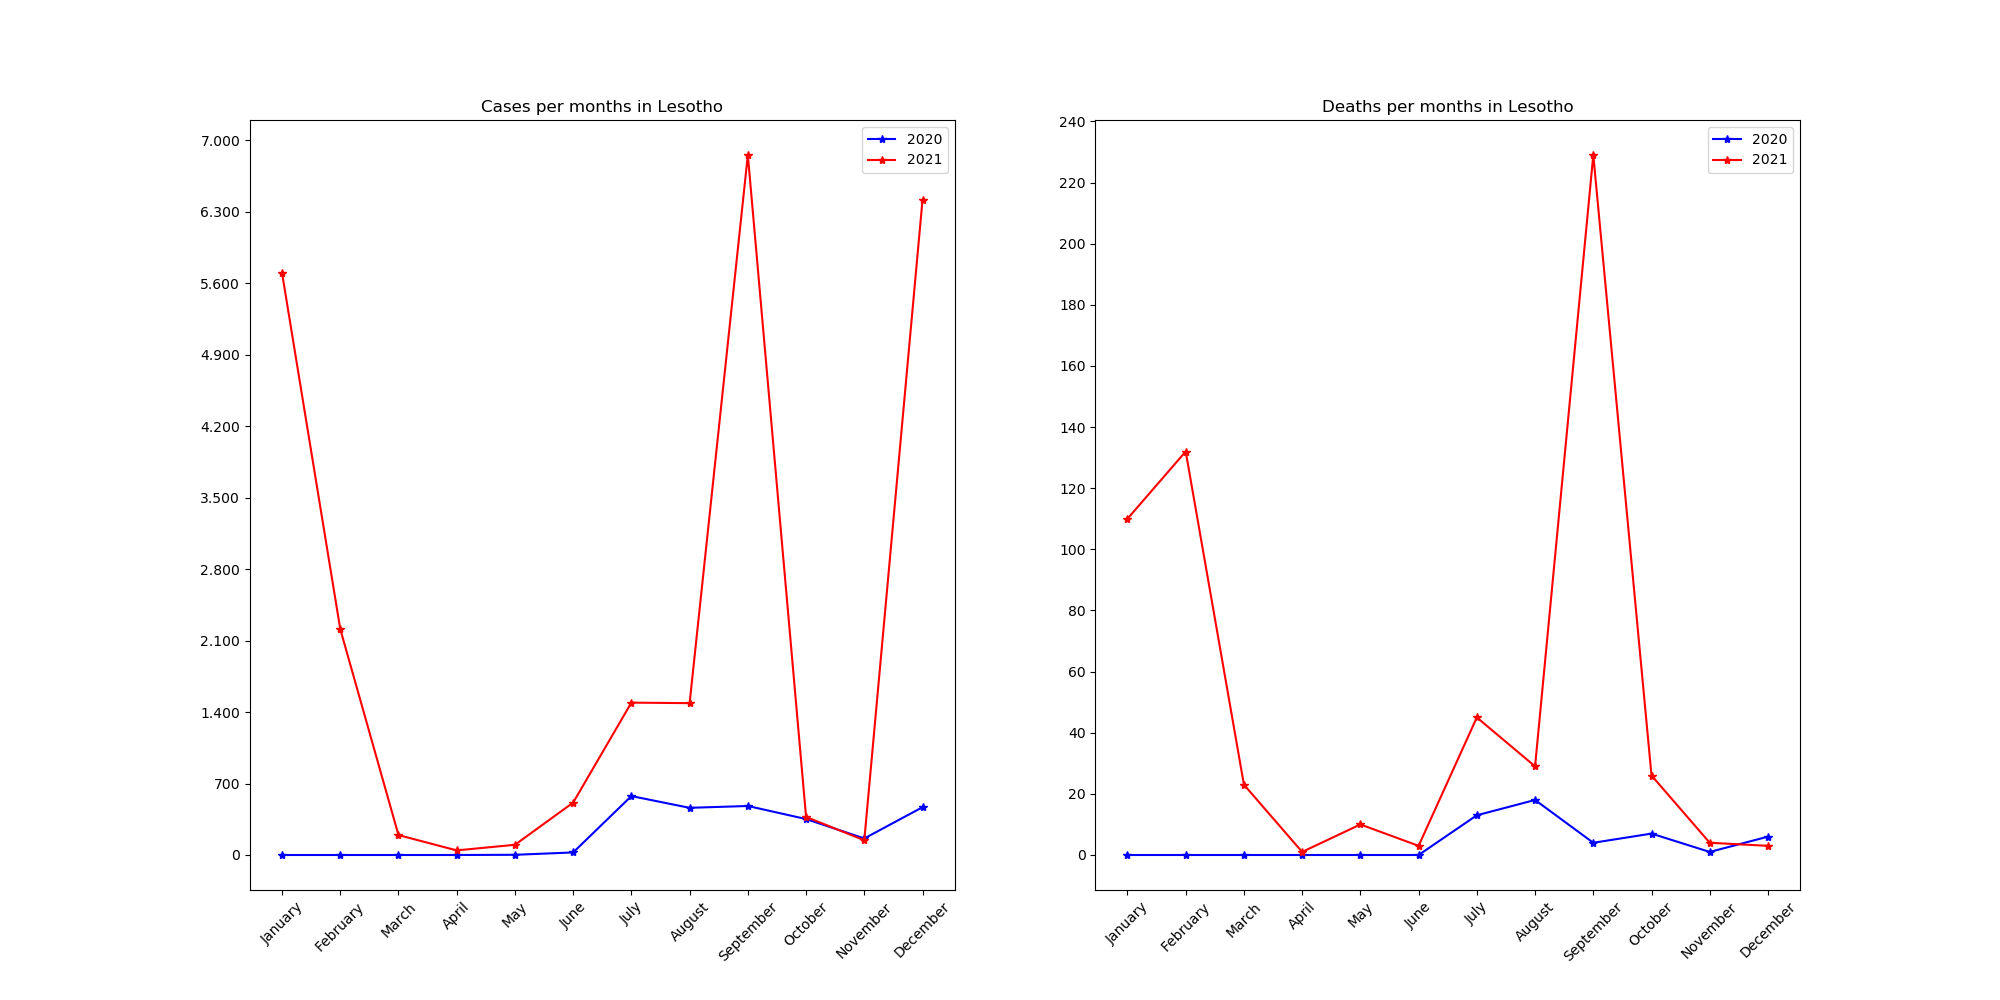 Cases per months in Lesotho
2020
2021
7.000
6.300
5.600
4.900
4.200
3.500
2.800
2.100
1.400
700
0
January
February
March
April
May
June
July
August
September
October
November
December
Deaths per months in Lesotho
2020
2021
240
220
200
180
160
140
120
100
80
60
40
20
0
January
February
March
April
May
June
July
August
September
October
November
December